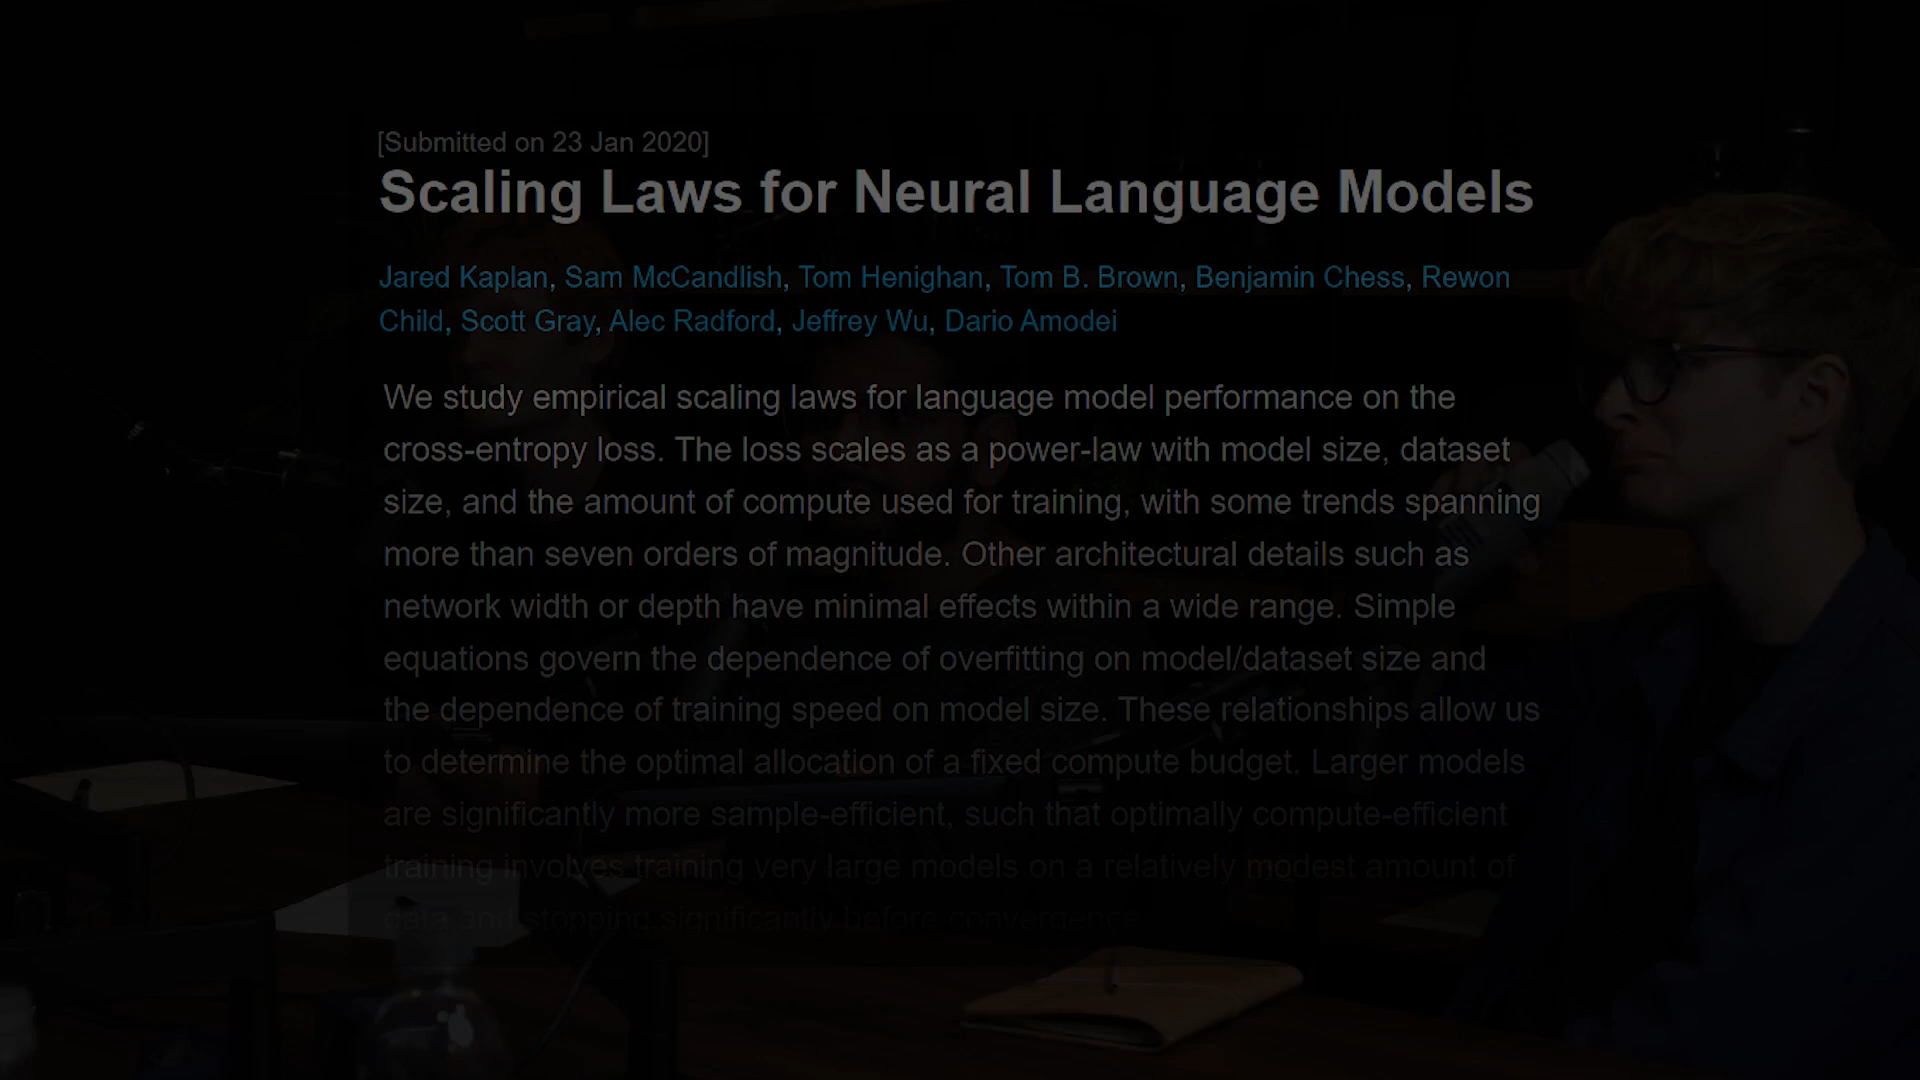 [Submitted on 23 Jan 2020]
Scaling Laws for Neural Language Models
Jared Kaplan, Sam McCandlish, Tom Henighan, Tom B. Brown, Benjamin Chess, Rewon
Child, Scott Gray, Alec Radford, Jeffrey Wu, Dario Amodei
We study empirical scaling laws for language model performance on the
cross-entropy loss. The loss scales as a power-law with model size, dataset
size, and the amount of compute used for training, with some trends spanning
more than seven orders of magnitude. Other architectural details such as
network width or depth have minimal effects within a wide range. Simple
equations govern the dependence of overfitting on model/dataset size and
the dependence of training speed on model size. These relationships allow us
to determine the optimal allocation of a fixed compute budget. Larger models
are significantly more sample-efficient, such that optimally compute-efficient
training involves training very large models on a relatively modest amount of
data and stopping significantly before convergence.